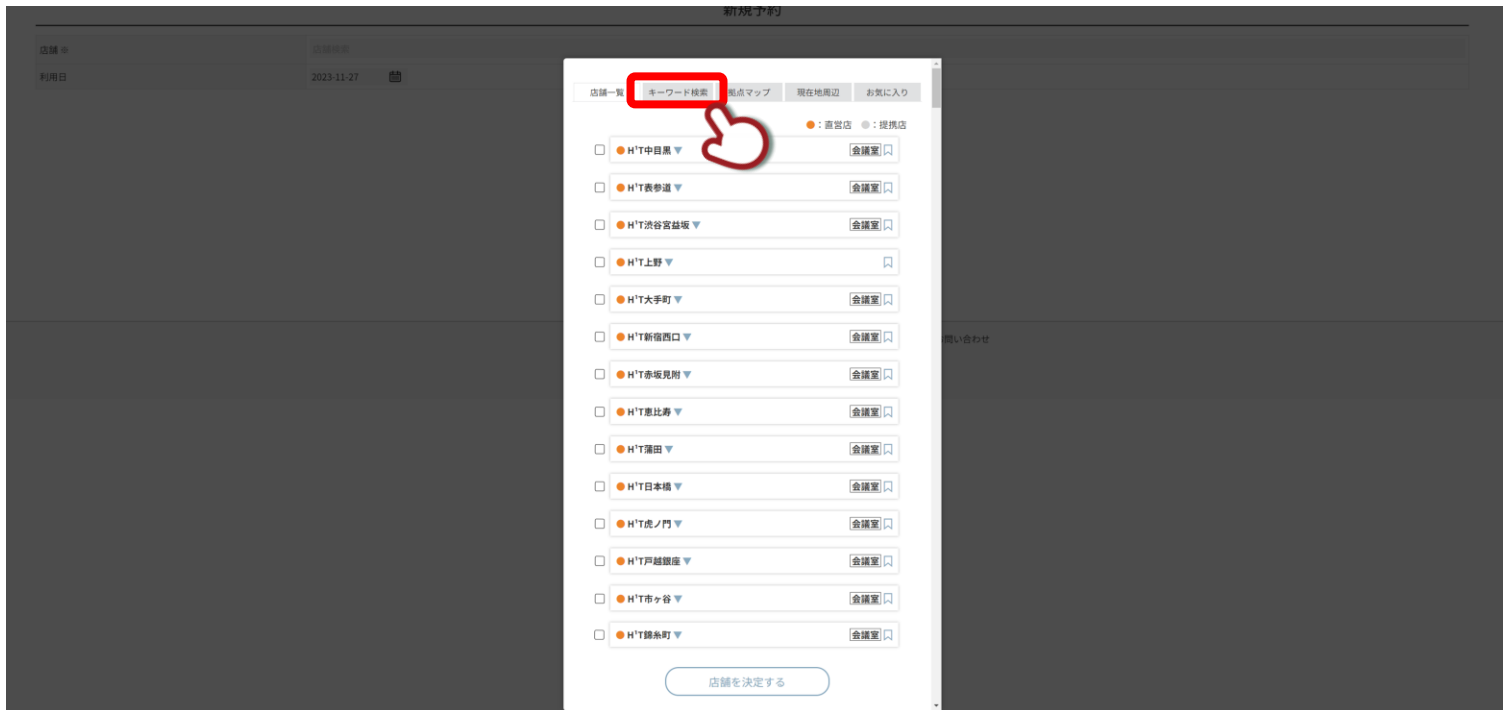 新規予約
店舗 ※
店舗検索
利用日
2023-11-27
店舗一覧 キーワード検索 拠点マップ 現在地周辺 お気に入り
：直営店 ：提携店
H¹T中目黒▼ 会議室
H¹T表参道▼ 会議室
H¹T渋谷宮益坂▼ 会議室
H¹T上野▼
H¹T大手町▼ 会議室
H¹T新宿西口▼ 会議室
H¹T赤坂見附▼ 会議室
H¹T恵比寿▼ 会議室
H¹T蒲田▼ 会議室
H¹T日本橋▼ 会議室
H¹T虎ノ門▼ 会議室
H¹T戸越銀座▼ 会議室
H¹T市ヶ谷▼ 会議室
H¹T錦糸町▼ 会議室
店舗を決定する
問い合わせ